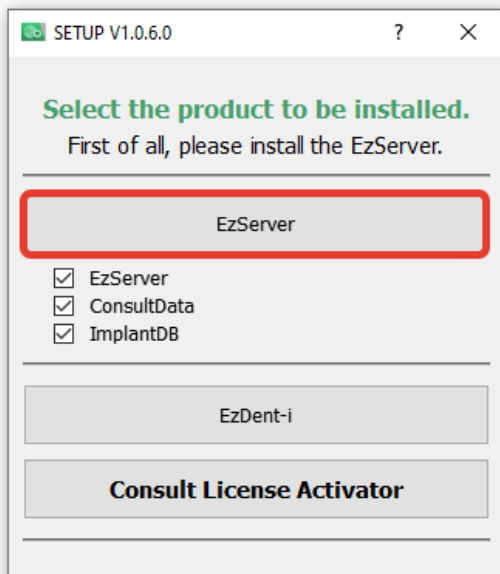 SETUP V1.0.6.0 ?
Select the product to be installed.
First of all, please install the EzServer.
EzServer
EzServer
ConsultData
ImplantDB
EzDent-i
Consult License Activator